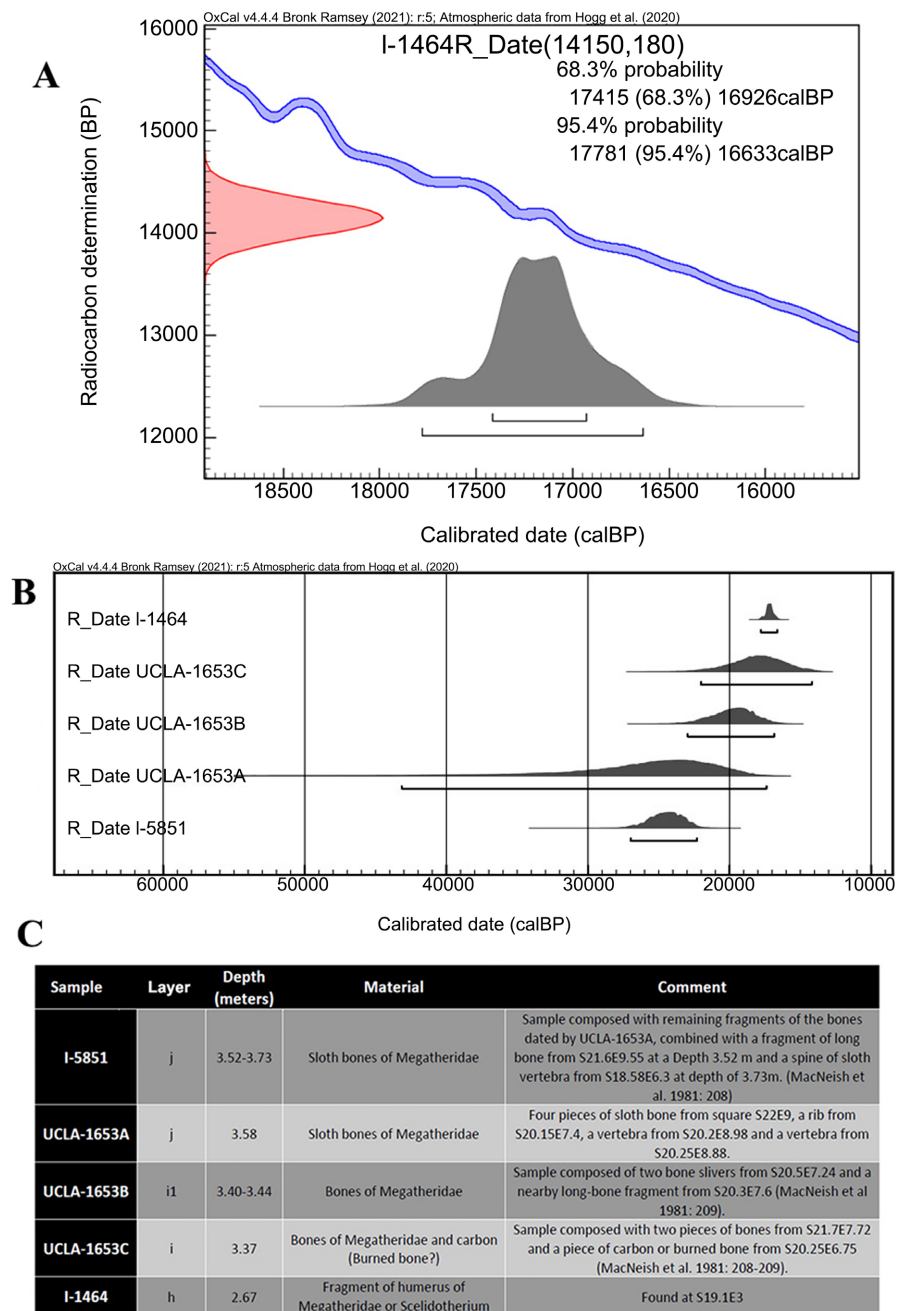 OxCal v4.4.4 Bronk Ramsey (2021): r:5; Atmospheric data from Hogg et al. (2020)
A
I-1464R_Date(14150,180)
68.3% probability
17415 (68.3%) 16926calBP
95.4% probability
17781 (95.4%) 16633calBP
Radiocarbon determination (BP)
16000
15000
14000
13000
12000
18500 18000 17500 17000 16500 16000
Calibrated date (calBP)
B
OxCal v4.4.4 Bronk Ramsey (2021): r:5 Atmospheric data from Hogg et al. (2020)
R_Date I-1464
R_Date UCLA-1653C
R_Date UCLA-1653B
R_Date UCLA-1653A
R_Date I-5851
60000 50000 40000 30000 20000 10000
Calibrated date (calBP)
C
Sample Layer Depth (meters) Material Comment
I-5851 j 3.52-3.73 Sloth bones of Megatheridae
Sample composed with remaining fragments of the bones
dated by UCLA-1653A, combined with a fragment of long
bone from S21.6E9.55 at a Depth 3.52 m and a spine of sloth
vertebra from S18.58E6.3 at depth of 3.73m. (MacNeish et
al. 1981: 208)
UCLA-1653A j 3.58 Sloth bones of Megatheridae
Four pieces of sloth bone from square S22E9, a rib from
S20.15E7.4, a vertebra from S20.2E8.98 and a vertebra from
S20.25E8.88.
UCLA-1653B i1 3.40-3.44 Bones of Megatheridae
Sample composed of two bone slivers from S20.5E7.24 and a
nearby long-bone fragment from S20.3E7.6 (MacNeish et al
1981: 209).
UCLA-1653C i 3.37 Bones of Megatheridae and carbon
(Burned bone?)
Sample composed with two pieces of bones from S21.7E7.72
and a piece of carbon or burned bone from S20.25E6.75
(MacNeish et al. 1981: 208-209).
I-1464 h 2.67 Fragment of humerus of
Megatheridae or Scelidotherium
Found at S19.1E3